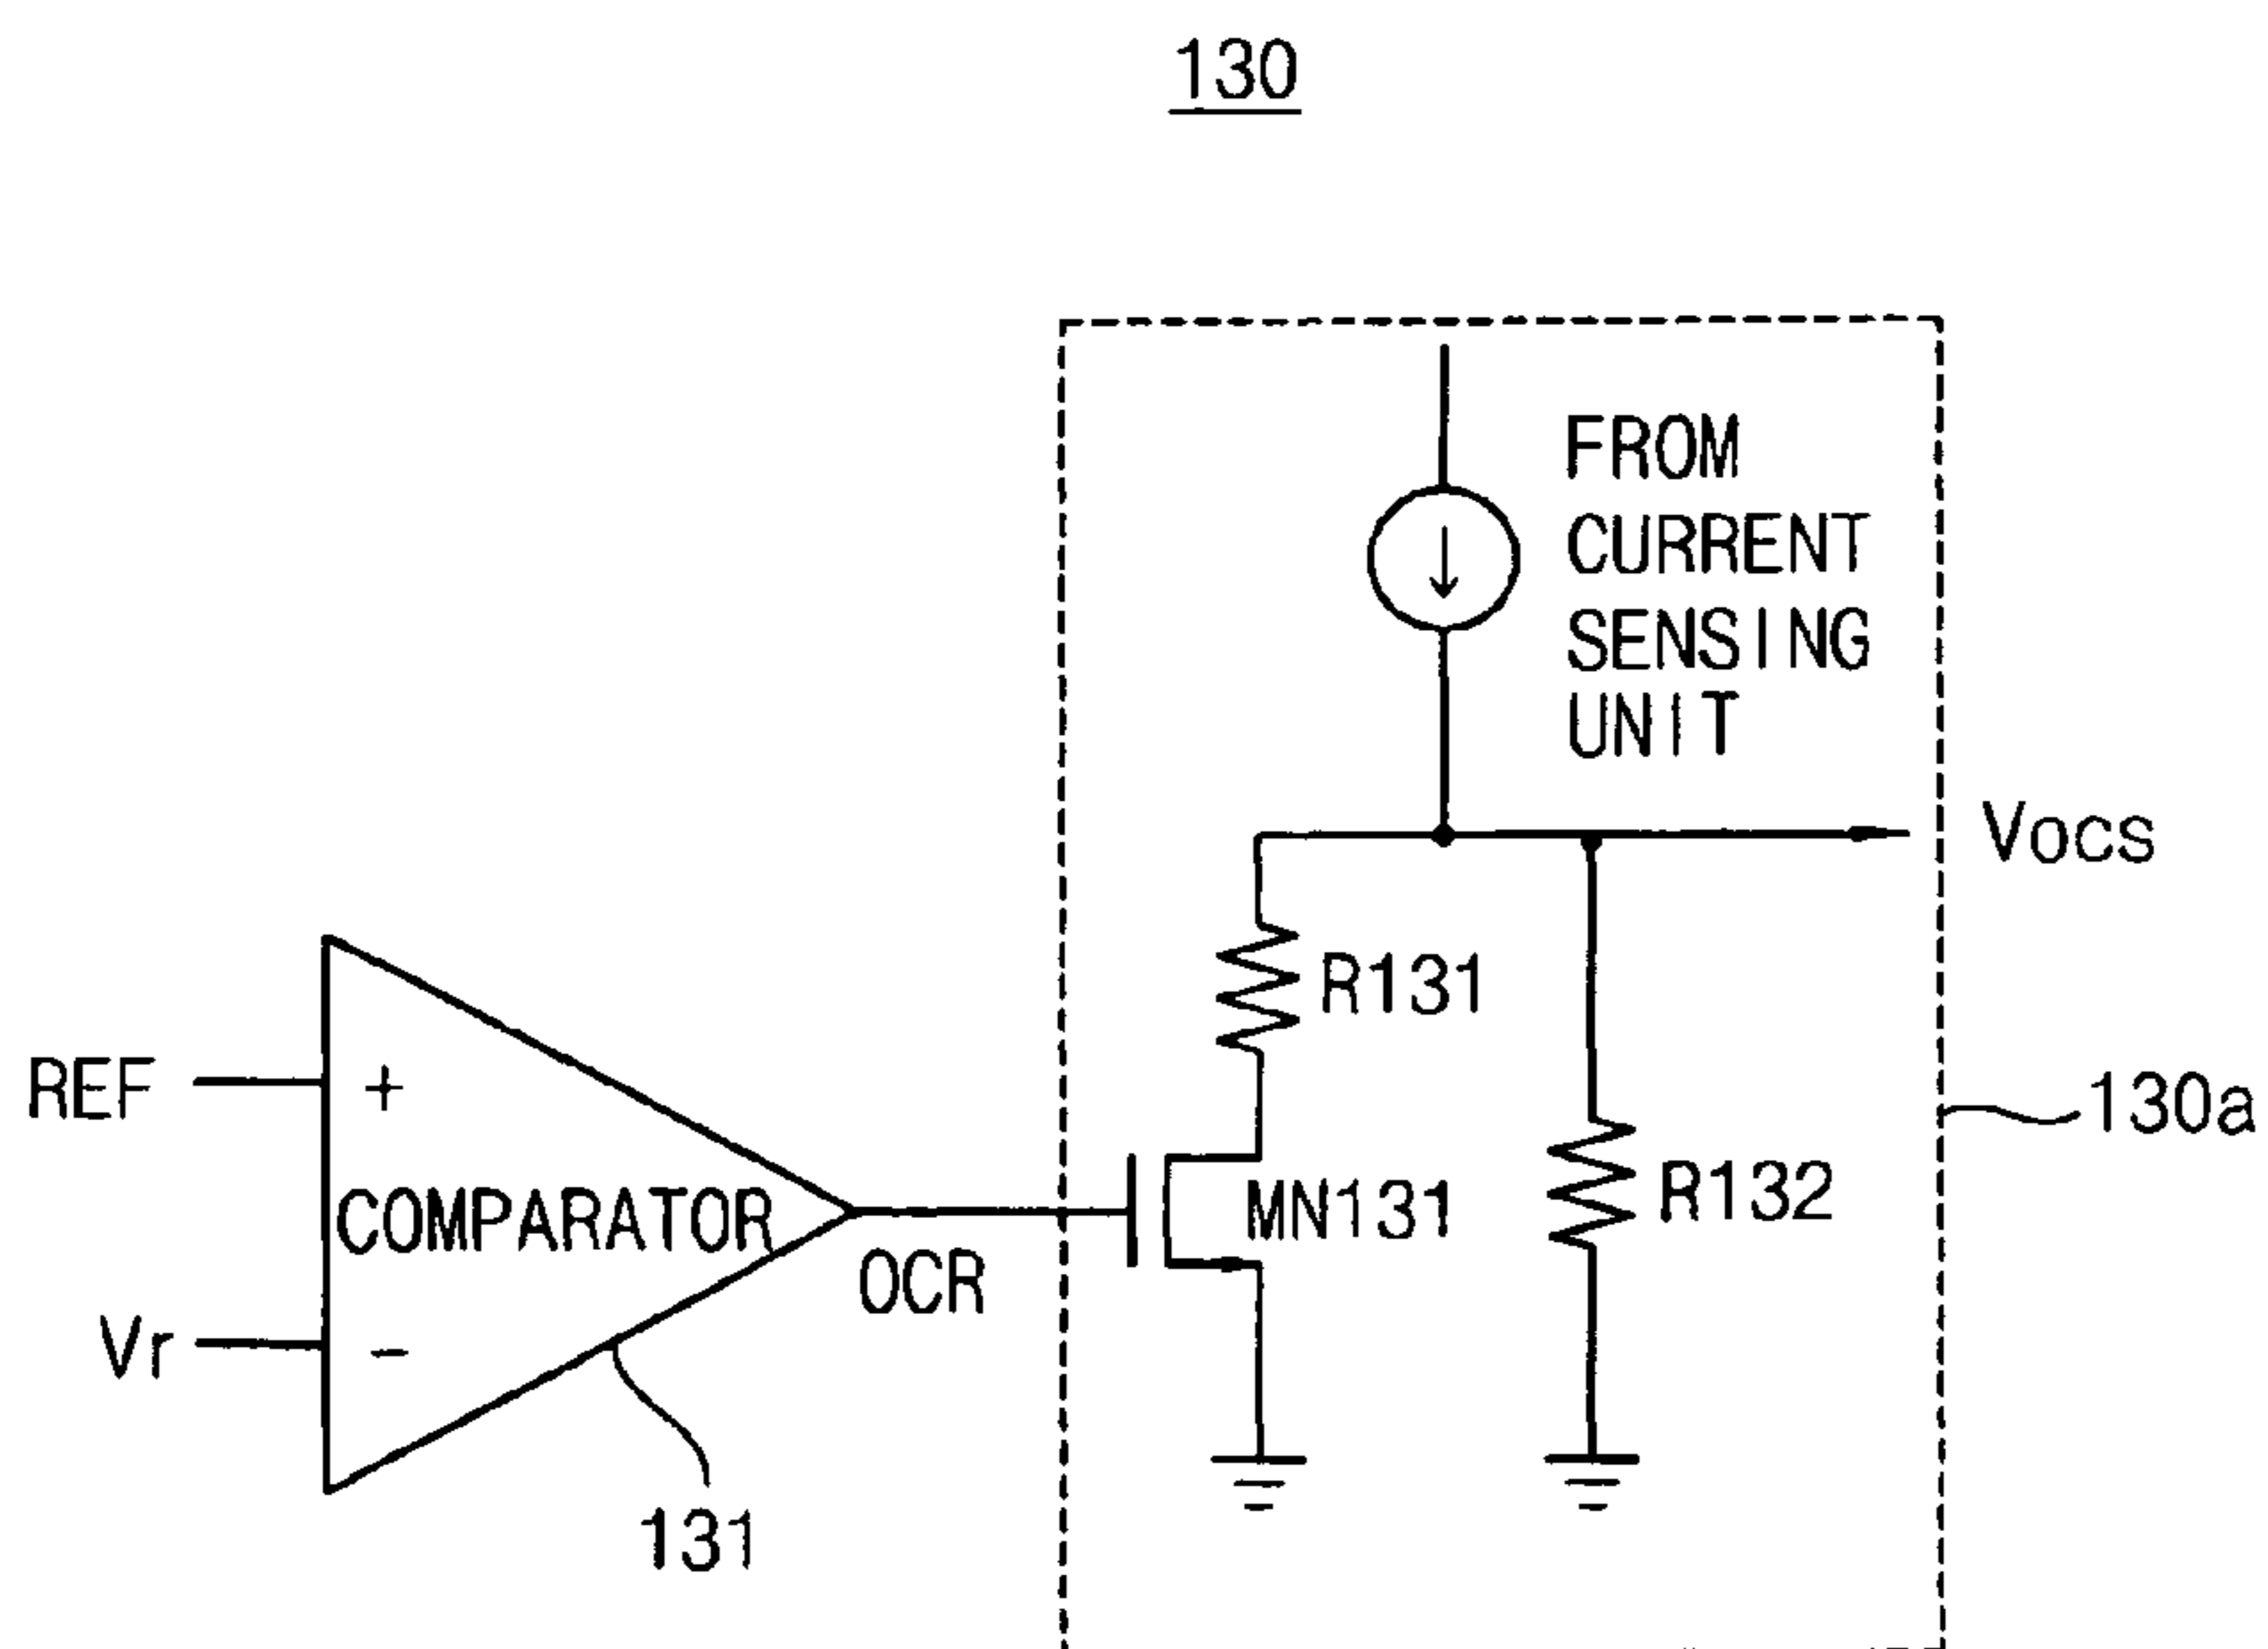 130
FROM
CURRENT
SENSING
UNIT
Vocs
R131
REF
+
130a
COMPARATOR
MN131
R132
OCR
Vr
−
131